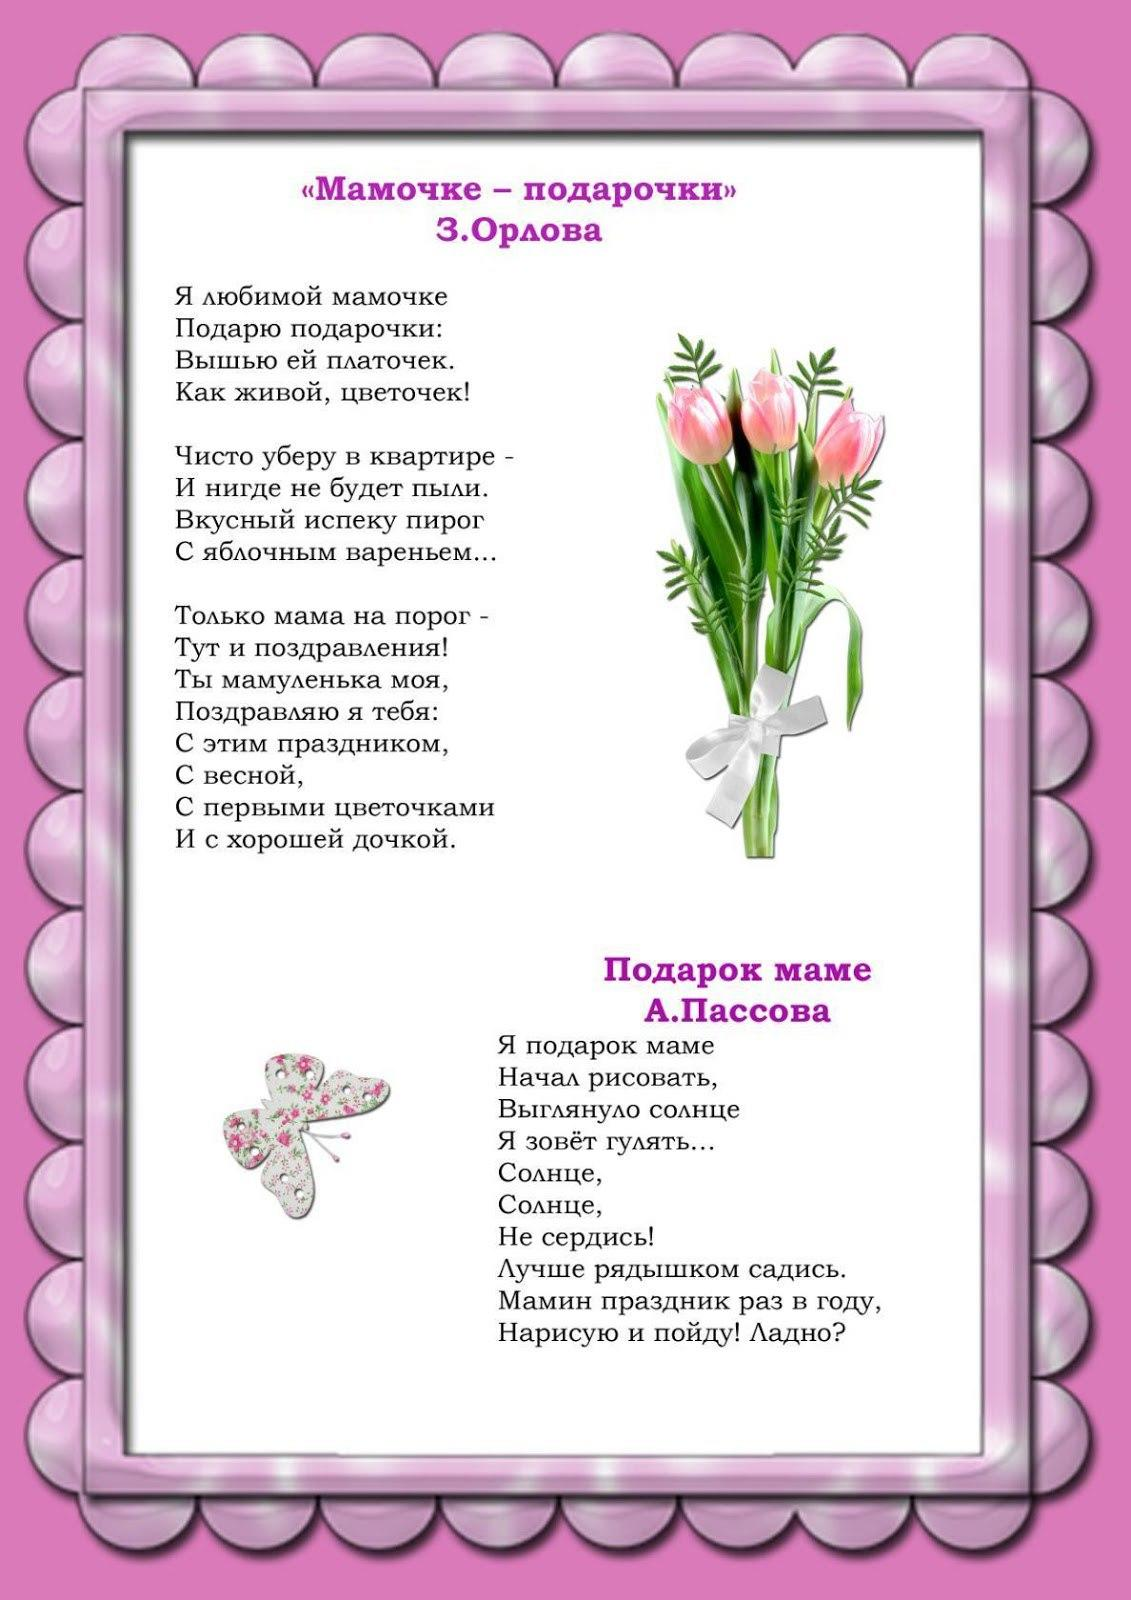 «Мамочке – подарочки»
З.Орлова
Я любимой мамочке
Подарю подарочки:
Вышью ей платочек.
Как живой, цветочек!
Чисто уберу в квартире -
И нигде не будет пыли.
Вкусный испеку пирог
С яблочным вареньем...
Только мама на порог -
Тут и поздравления!
Ты мамуленька моя,
Поздравляю я тебя:
С этим праздником,
С весной,
С первыми цветочками
И с хорошей дочкой.
Подарок маме
А.Пассова
Я подарок маме
Начал рисовать,
Выглянуло солнце
Я зовёт гулять...
Солнце,
Солнце,
Не сердись!
Лучше рядышком садись.
Мамин праздник раз в году,
Нарисую и пойду! Ладно?